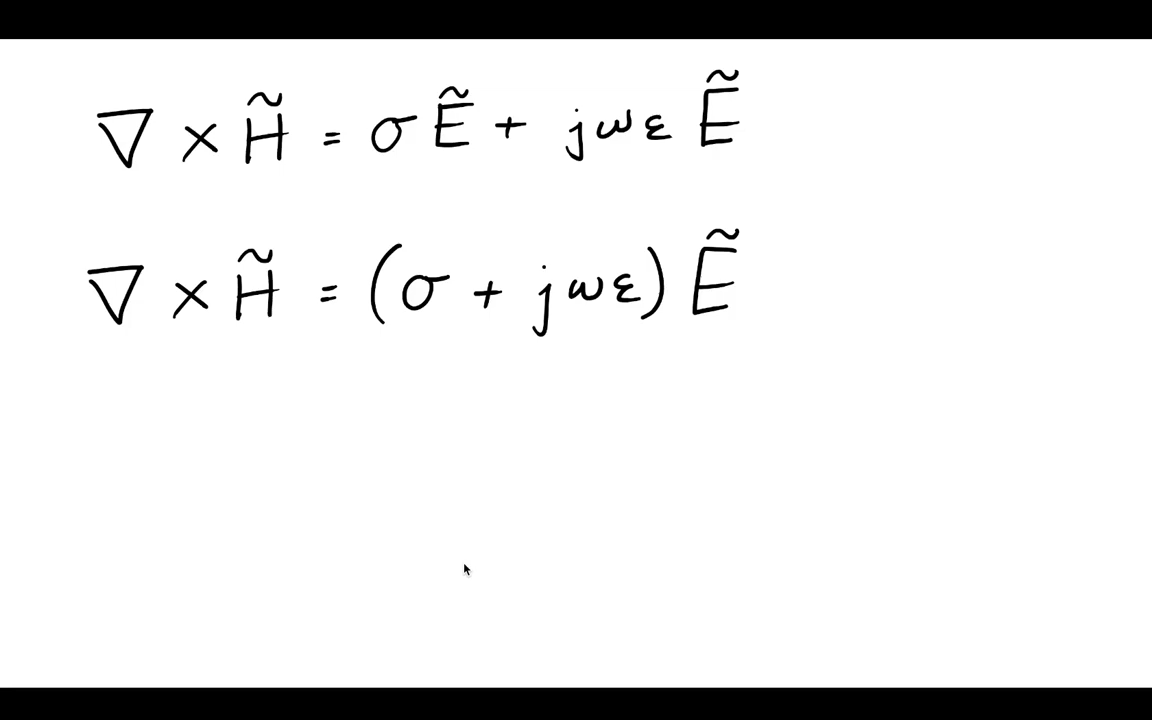 ∇ × H̃ = σ Ẽ + jωε Ẽ
∇ × H̃ = (σ + jωε) Ẽ